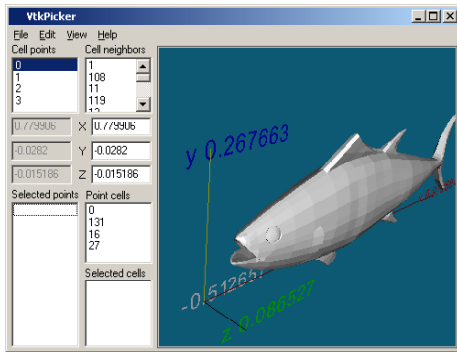 VtkPicker
File Edit View Help
Cell points Cell neighbors
0 1
1 108
2 11
3 119
0.779906 X 0.779906
-0.0282 Y -0.0282
-0.015186 Z -0.015186
Selected points Point cells
0
131
16
27
Selected cells
y 0.267663
z 0.086527